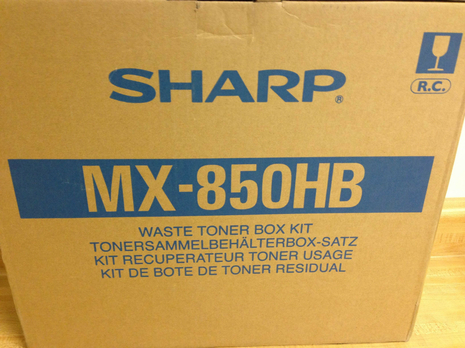 SHARP®
R.C.
MX-850HB
WASTE TONER BOX KIT
TONERSAMMELBEHÄLTERBOX-SATZ
KIT RECUPERATEUR TONER USAGE
KIT DE BOTE DE TONER RESIDUAL